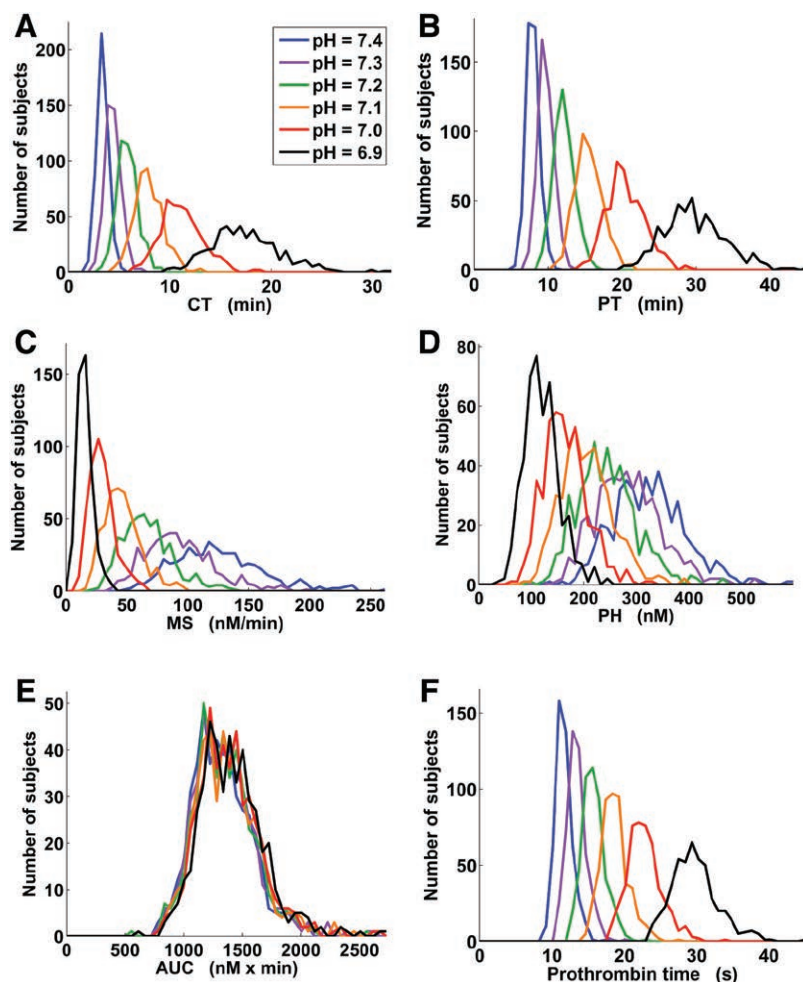 A
Number of subjects
200
150
100
50
0
0 10 20 30
CT (min)
pH = 7.4
pH = 7.3
pH = 7.2
pH = 7.1
pH = 7.0
pH = 6.9
B
Number of subjects
150
100
50
0
0 10 20 30 40
PT (min)
C
Number of subjects
150
100
50
0
0 50 100 150 200 250
MS (nM/min)
D
Number of subjects
80
60
40
20
0
0 100 200 300 400 500
PH (nM)
E
Number of subjects
50
40
30
20
10
0
0 500 1000 1500 2000 2500
AUC (nM x min)
F
Number of subjects
150
100
50
0
0 10 20 30 40
Prothrombin time (s)